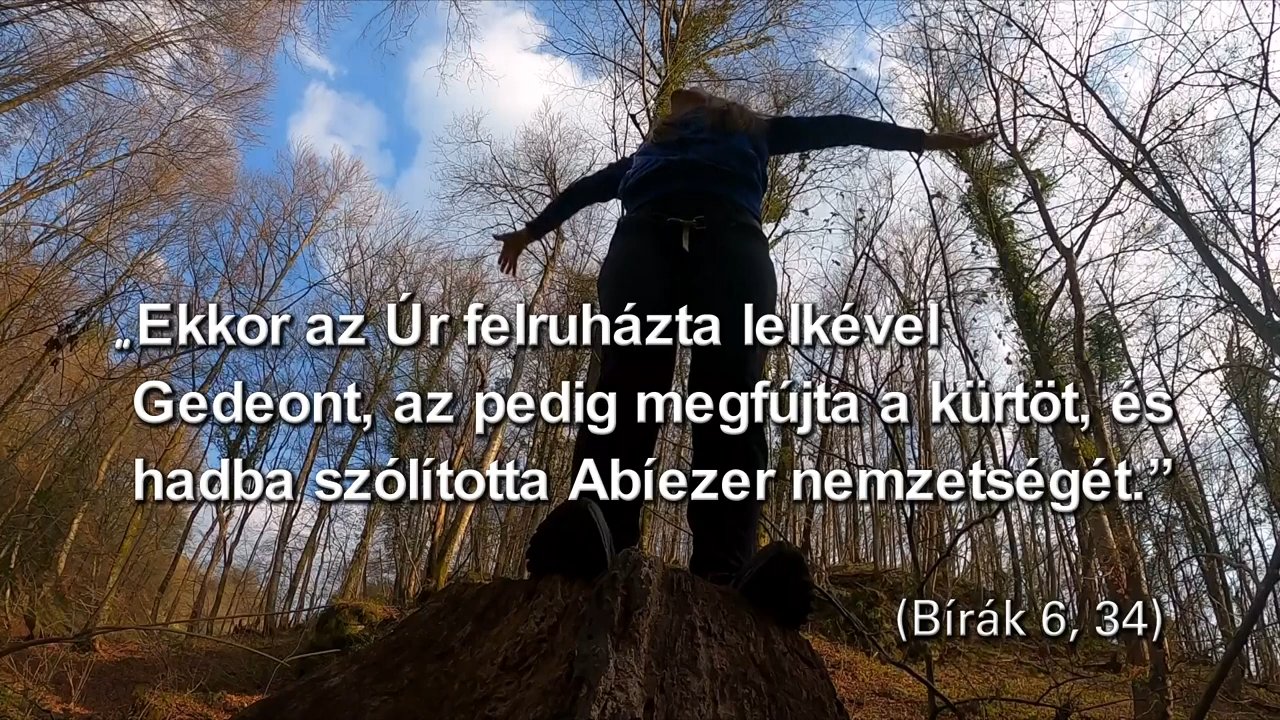 „Ekkor az Úr felruházta lelkével
Gedeont, az pedig megfújta a kürtöt, és
hadba szólította Abíezer nemzetségét.”
(Bírák 6, 34)